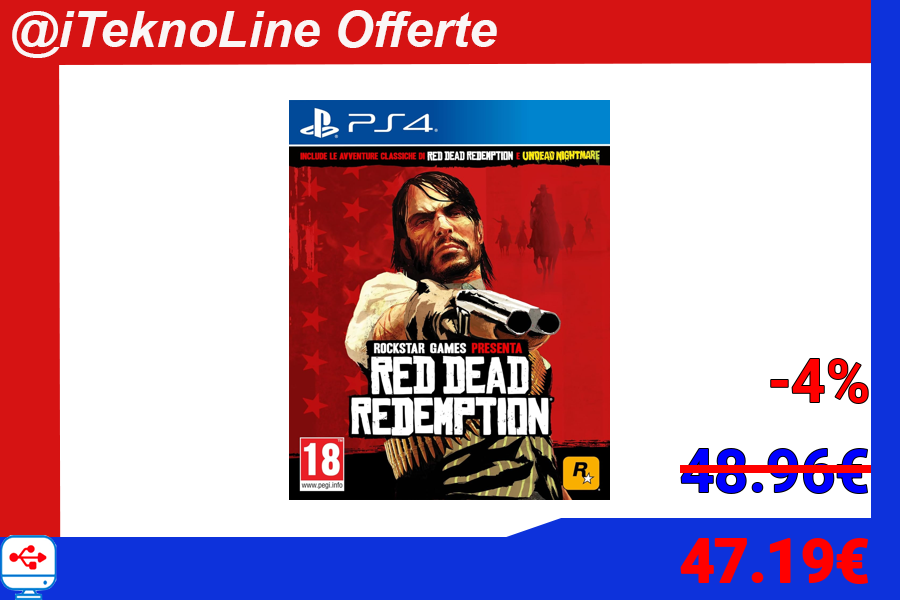 @iTeknoLine Offerte
PS4
INCLUDE LE AVVENTURE CLASSICHE DI RED DEAD REDEMPTION E UNDEAD NIGHTMARE
ROCKSTAR GAMES PRESENTA
RED DEAD
REDEMPTION
18
www.pegi.info
R
-4%
48.96€
47.19€